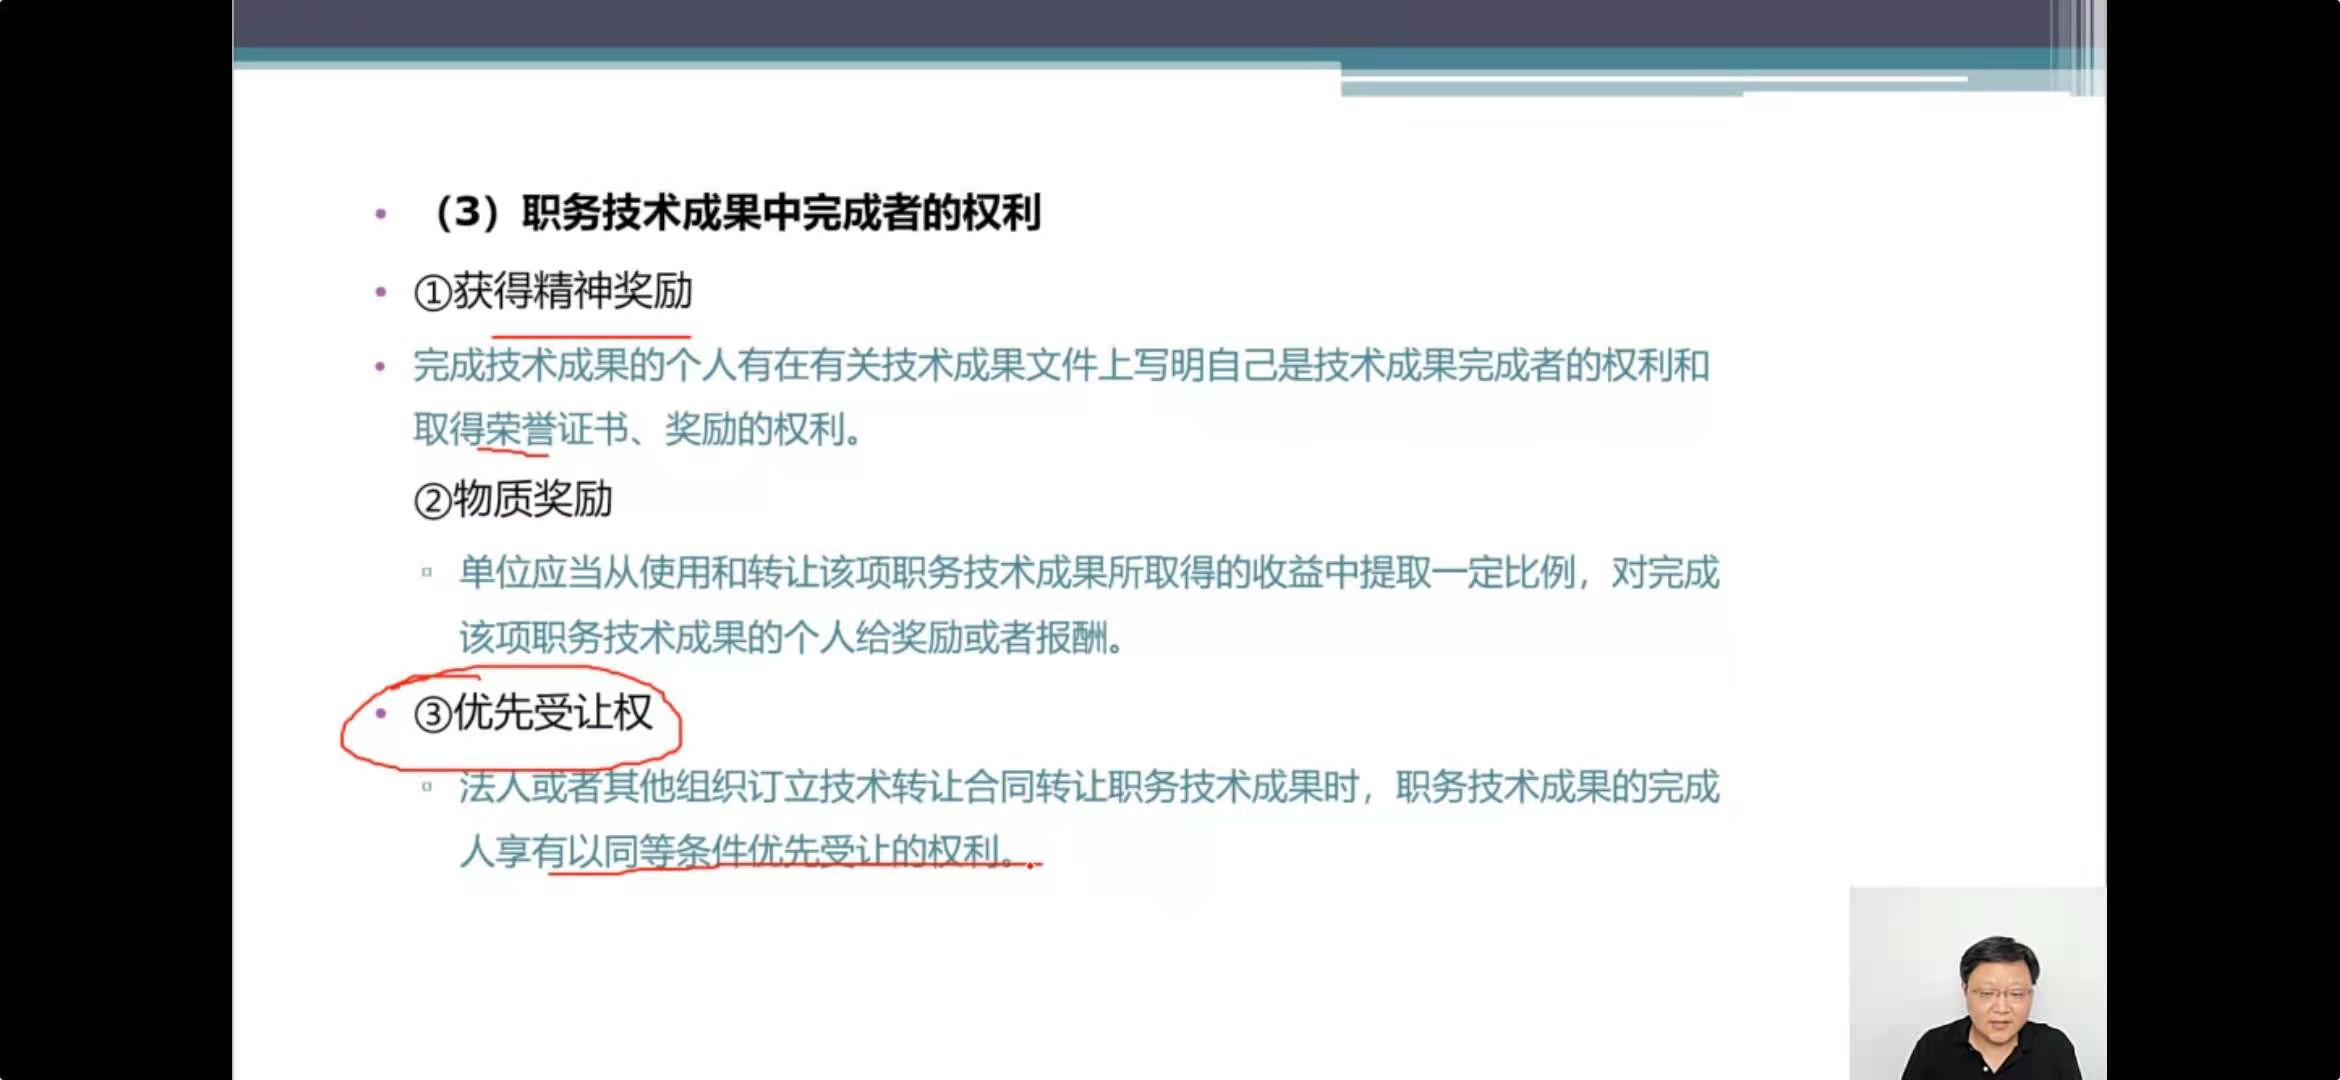 （3）职务技术成果中完成者的权利
①获得精神奖励
完成技术成果的个人有在有关技术成果文件上写明自己是技术成果完成者的权利和
取得荣誉证书、奖励的权利。
②物质奖励
单位应当从使用和转让该项职务技术成果所取得的收益中提取一定比例，对完成
该项职务技术成果的个人给奖励或者报酬。
③优先受让权
法人或者其他组织订立技术转让合同转让职务技术成果时，职务技术成果的完成
人享有以同等条件优先受让的权利。